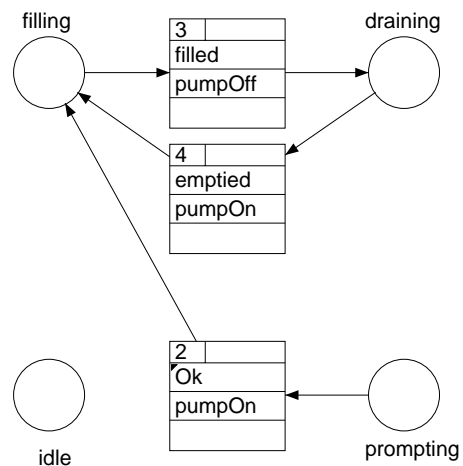 filling
3
draining
filled
pumpOff
4
emptied
pumpOn
2
Ok
pumpOn
idle
prompting